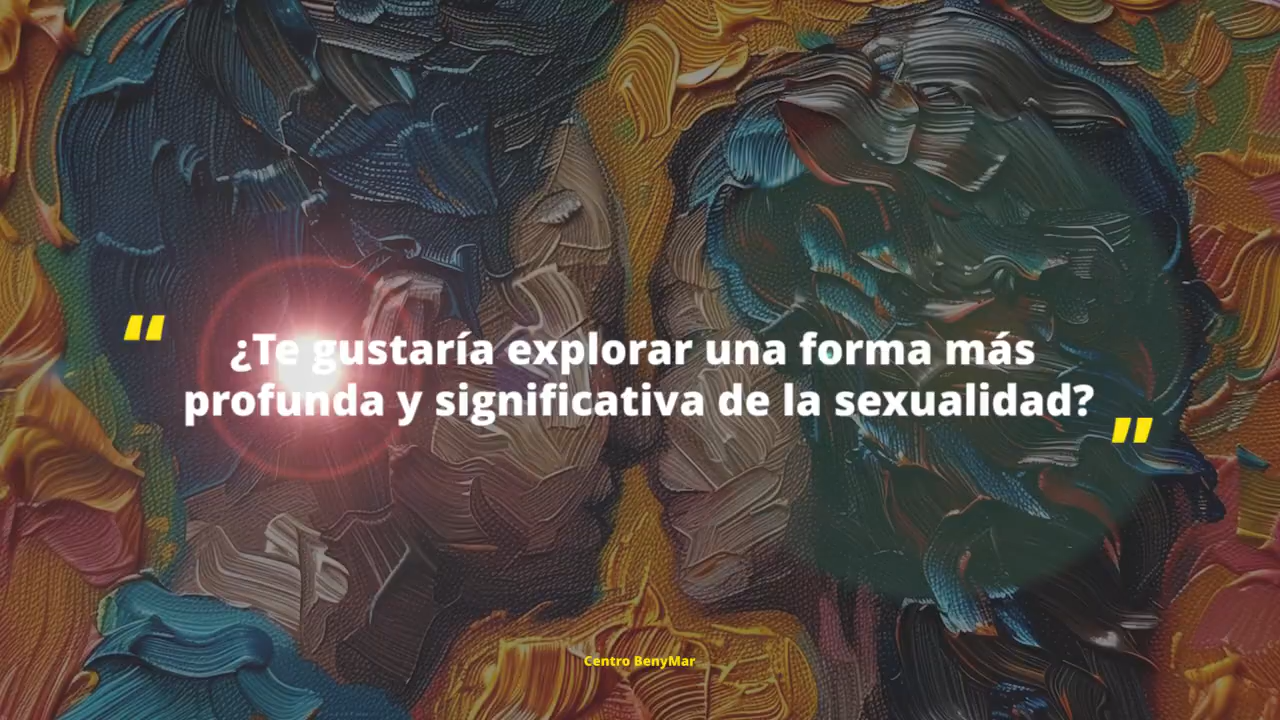 “
¿Te gustaría explorar una forma más
profunda y significativa de la sexualidad?
”
Centro BenyMar